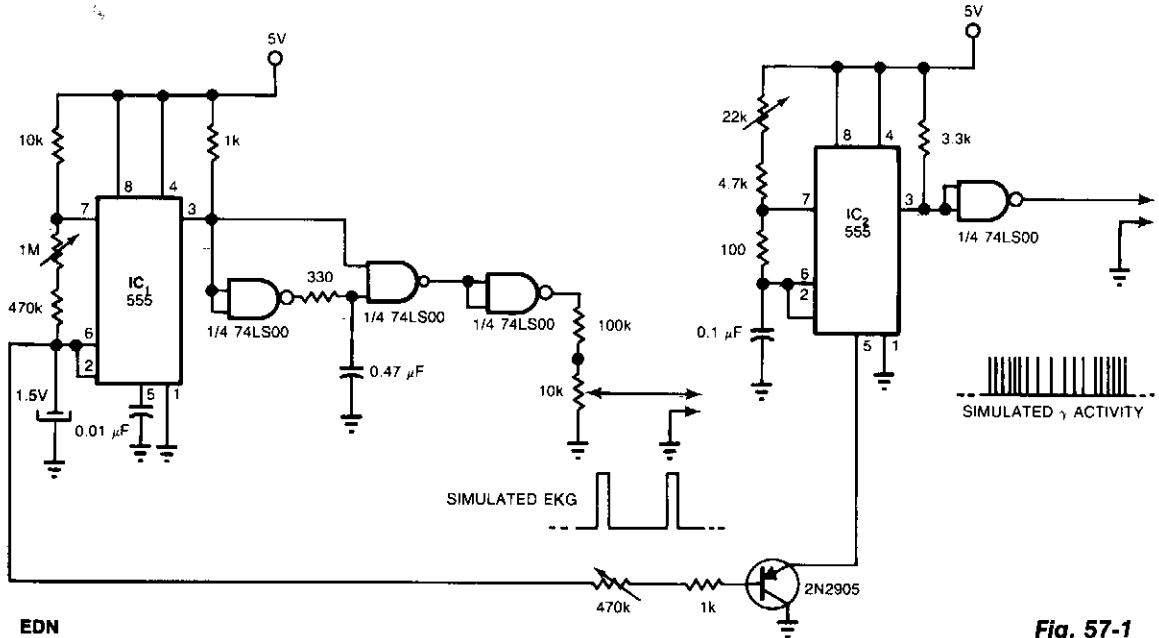 5V
10k
1k
8
4
7
3
1M
IC1
555
470k
6
2
5
1
1.5V
0.01 μF
330
1/4 74LS00
1/4 74LS00
1/4 74LS00
0.47 μF
100k
10k
SIMULATED EKG
5V
22k
8
4
3.3k
4.7k
7
3
IC2
555
100
1/4 74LS00
6
2
0.1 μF
5
1
SIMULATED γ ACTIVITY
470k
1k
2N2905
EDN
Fig. 57-1